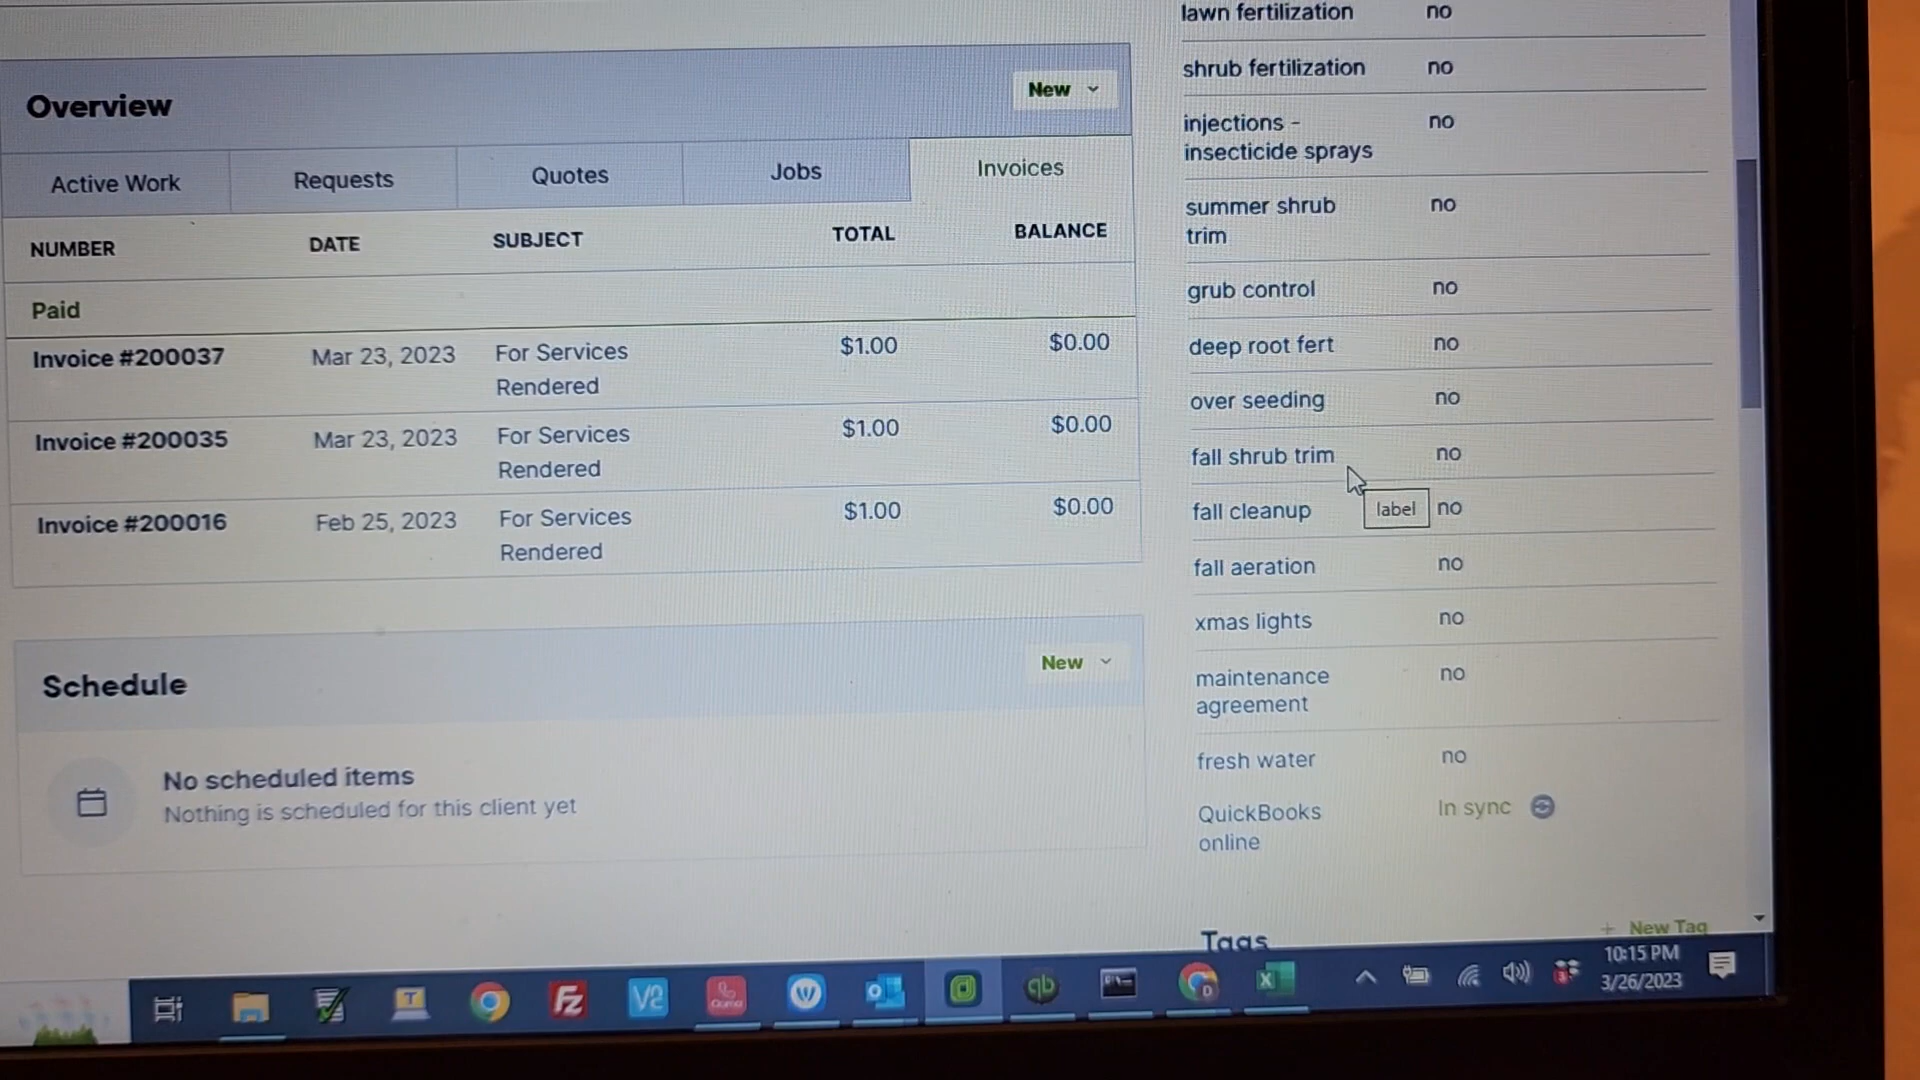 Overview
New
Active Work
Requests
Quotes
Jobs
Invoices
NUMBER
DATE
SUBJECT
TOTAL
BALANCE
Paid
Invoice #200037
Mar 23, 2023
For Services
Rendered
$1.00
$0.00
Invoice #200035
Mar 23, 2023
For Services
Rendered
$1.00
$0.00
Invoice #200016
Feb 25, 2023
For Services
Rendered
$1.00
$0.00
Schedule
New
No scheduled items
Nothing is scheduled for this client yet
lawn fertilization
no
shrub fertilization
no
injections -
insecticide sprays
no
summer shrub
trim
no
grub control
no
deep root fert
no
over seeding
no
fall shrub trim
no
fall cleanup
label
no
fall aeration
no
xmas lights
no
maintenance
agreement
no
fresh water
no
QuickBooks
online
In sync
Tags
+ New Tag
T
Fz
V2
Ooma
W
o
qb
D
X
3
10:15 PM
3/26/2023